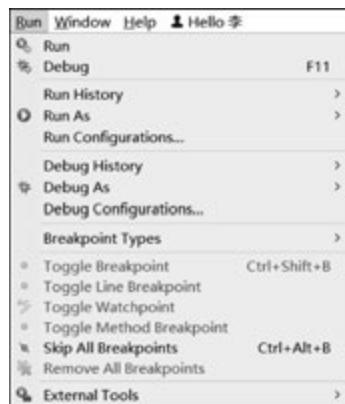 Run Window Help Hello 李
Run
Debug F11
Run History
Run As
Run Configurations...
Debug History
Debug As
Debug Configurations...
Breakpoint Types
Toggle Breakpoint Ctrl+Shift+B
Toggle Line Breakpoint
Toggle Watchpoint
Toggle Method Breakpoint
Skip All Breakpoints Ctrl+Alt+B
Remove All Breakpoints
External Tools